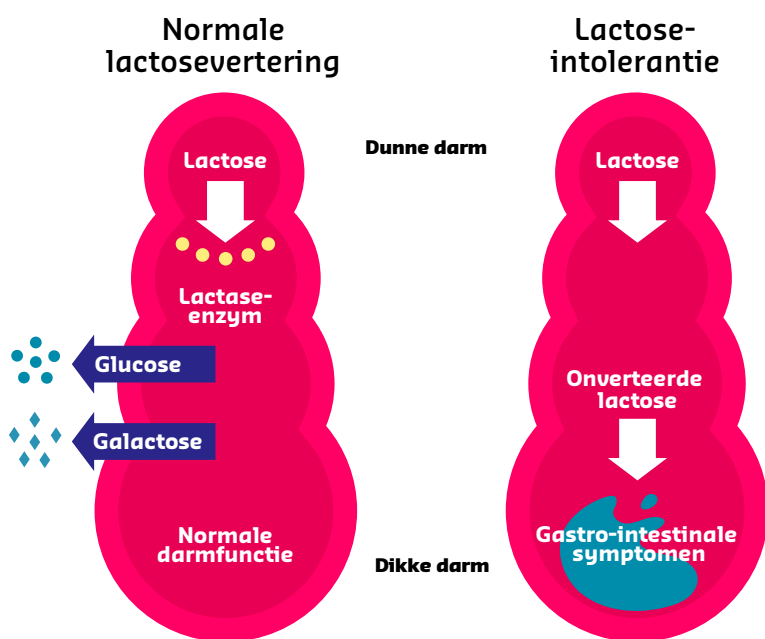 Normale
lactosevertering
Lactose-
intolerantie
Dunne darm
Lactose
Lactase-
enzym
Glucose
Galactose
Normale
darmfunctie
Dikke darm
Lactose
Onverteerde
lactose
Gastro-intestinale
symptomen